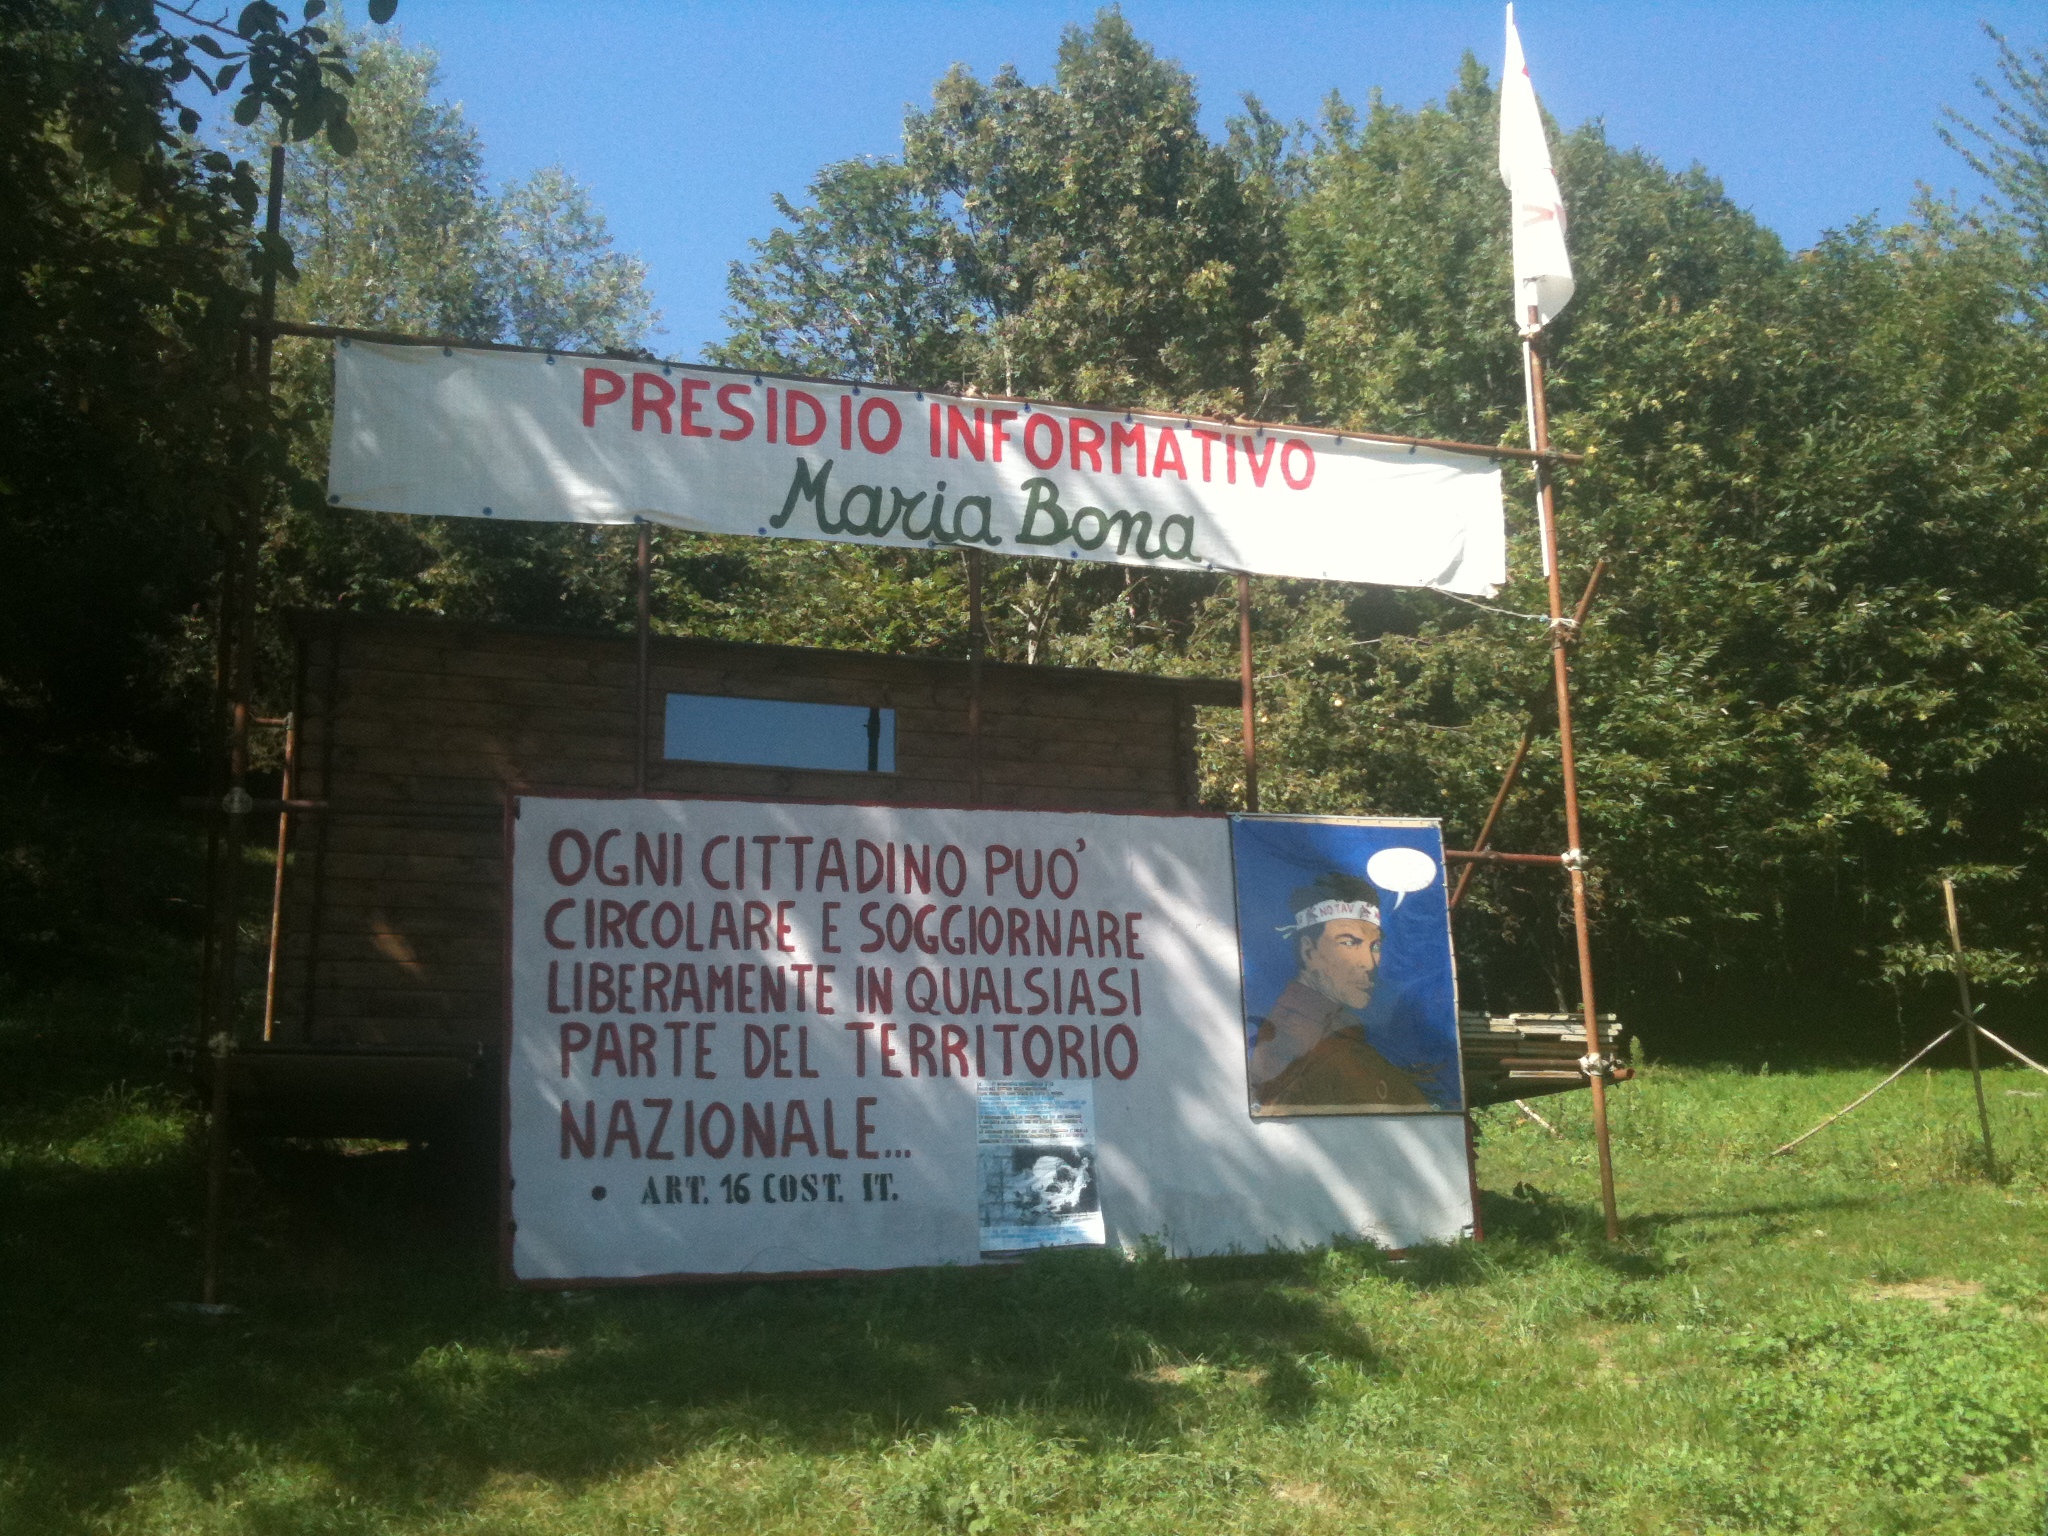 PRESIDIO INFORMATIVO
Maria Bona
OGNI CITTADINO PUO'
CIRCOLARE E SOGGIORNARE
LIBERAMENTE IN QUALSIASI
PARTE DEL TERRITORIO
NAZIONALE...
• ART. 16 COST. IT.
NO TAV